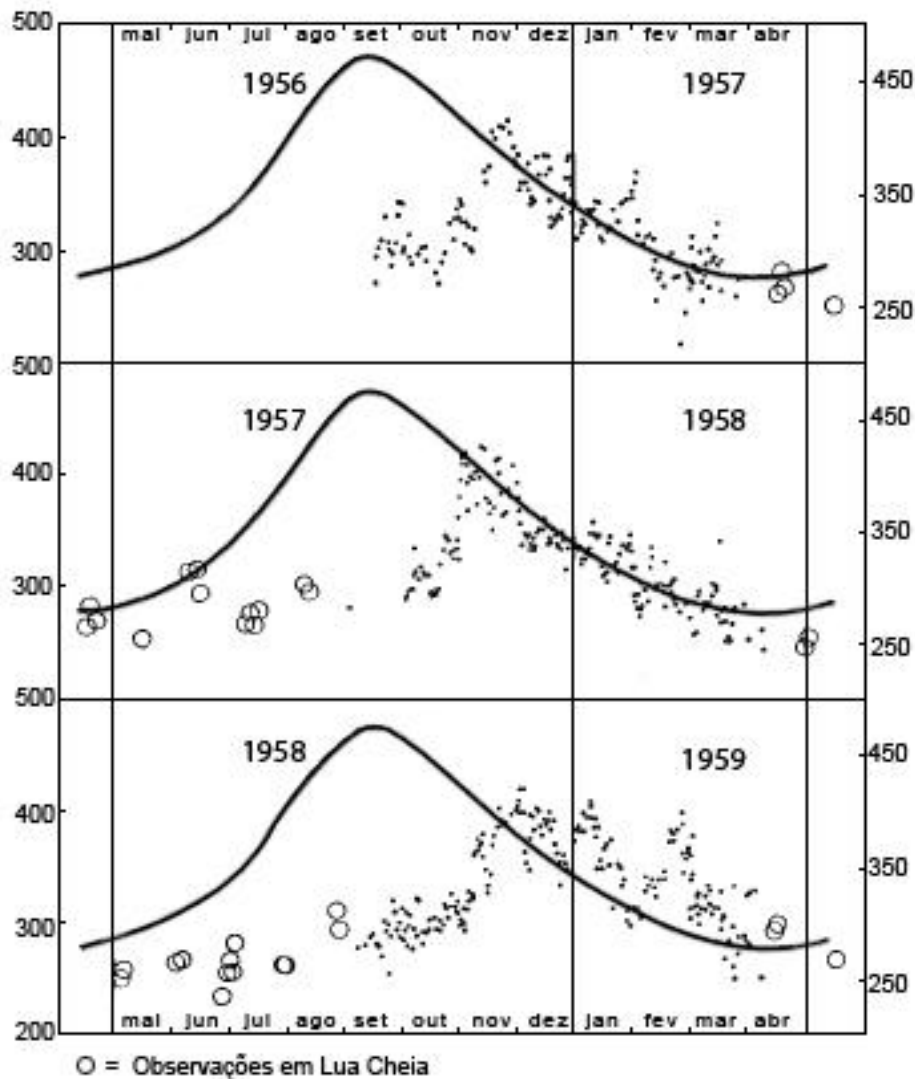 500 mai jun jul ago set out nov dez jan fev mar abr
1956 1957 450
400
350
300
250
500
1957 1958 450
400
350
300
250
500
1958 1959 450
400
350
300
250
200 mai jun jul ago set out nov dez jan fev mar abr
O = Observações em Lua Cheia